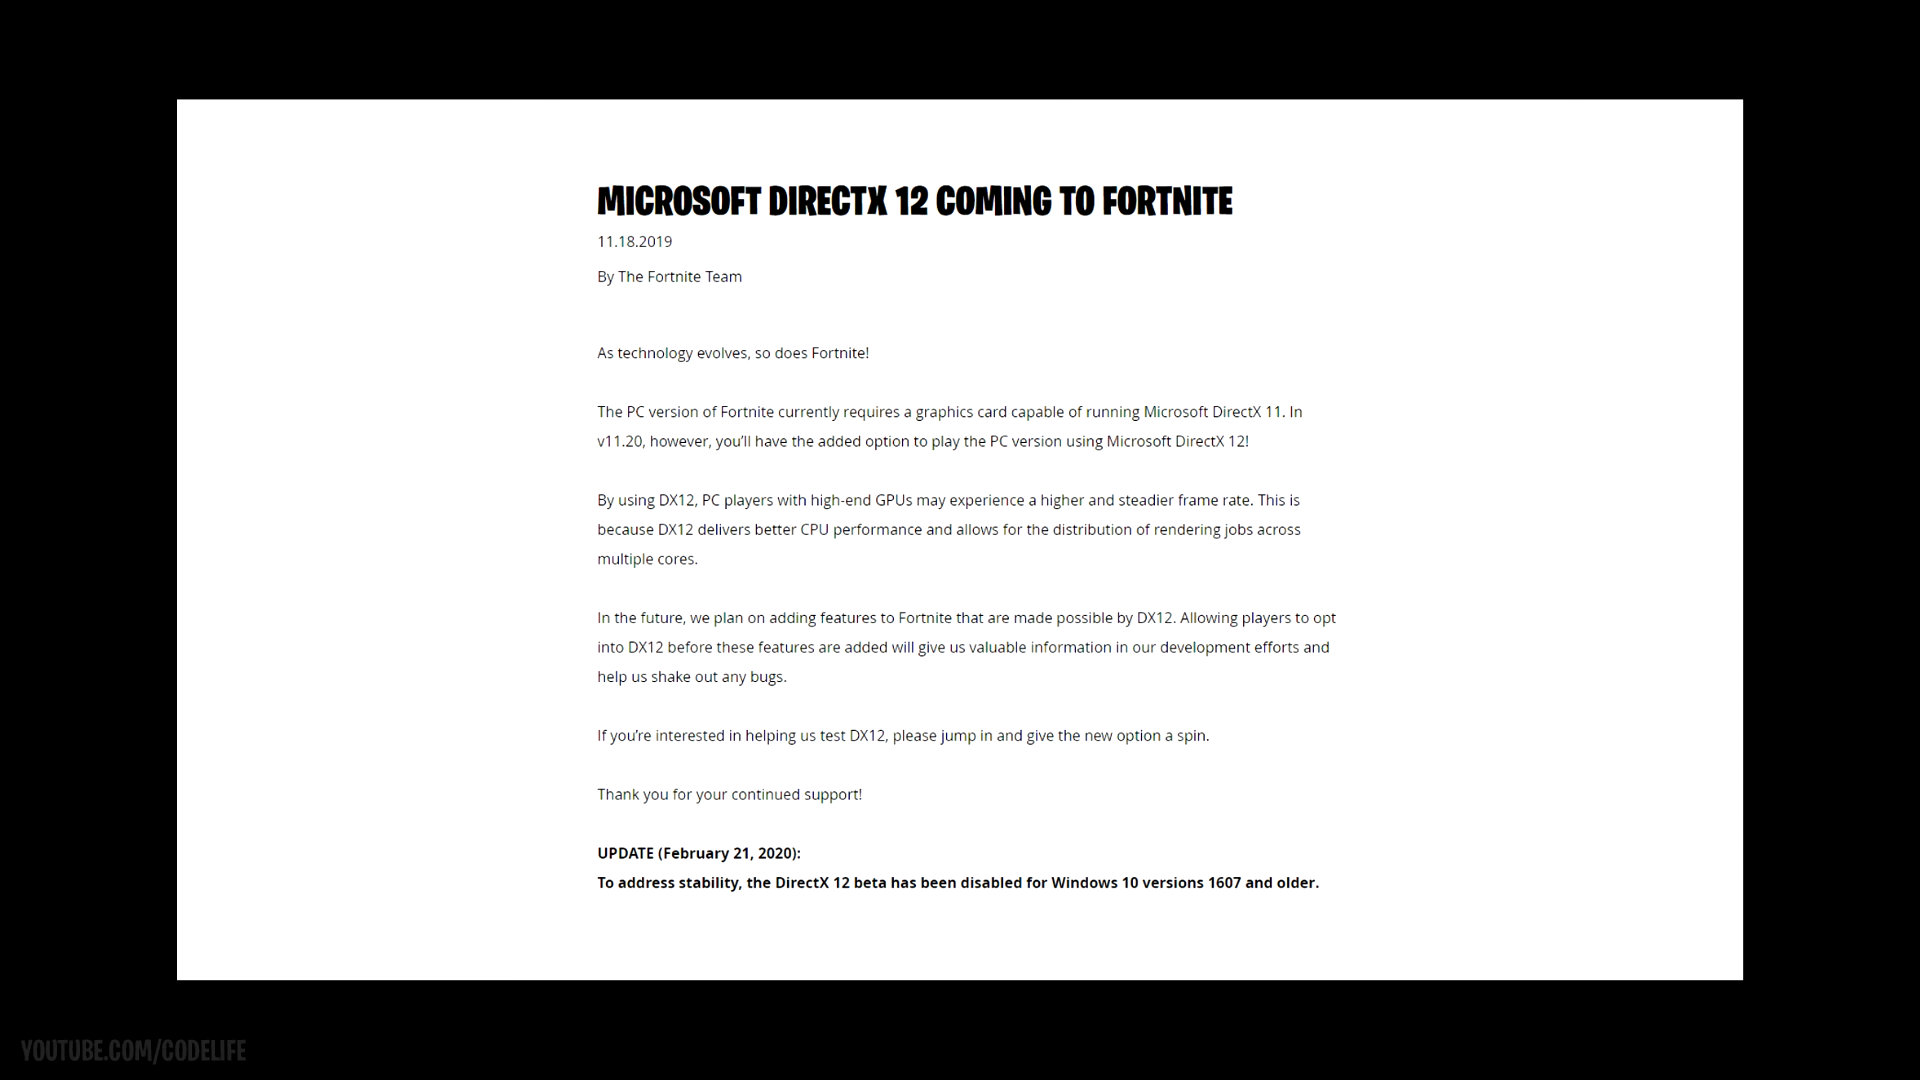 MICROSOFT DIRECTX 12 COMING TO FORTNITE
11.18.2019
By The Fortnite Team
As technology evolves, so does Fortnite!
The PC version of Fortnite currently requires a graphics card capable of running Microsoft DirectX 11. In
v11.20, however, you’ll have the added option to play the PC version using Microsoft DirectX 12!
By using DX12, PC players with high-end GPUs may experience a higher and steadier frame rate. This is
because DX12 delivers better CPU performance and allows for the distribution of rendering jobs across
multiple cores.
In the future, we plan on adding features to Fortnite that are made possible by DX12. Allowing players to opt
into DX12 before these features are added will give us valuable information in our development efforts and
help us shake out any bugs.
If you’re interested in helping us test DX12, please jump in and give the new option a spin.
Thank you for your continued support!
UPDATE (February 21, 2020):
To address stability, the DirectX 12 beta has been disabled for Windows 10 versions 1607 and older.
YOUTUBE.COM/CODELIFE